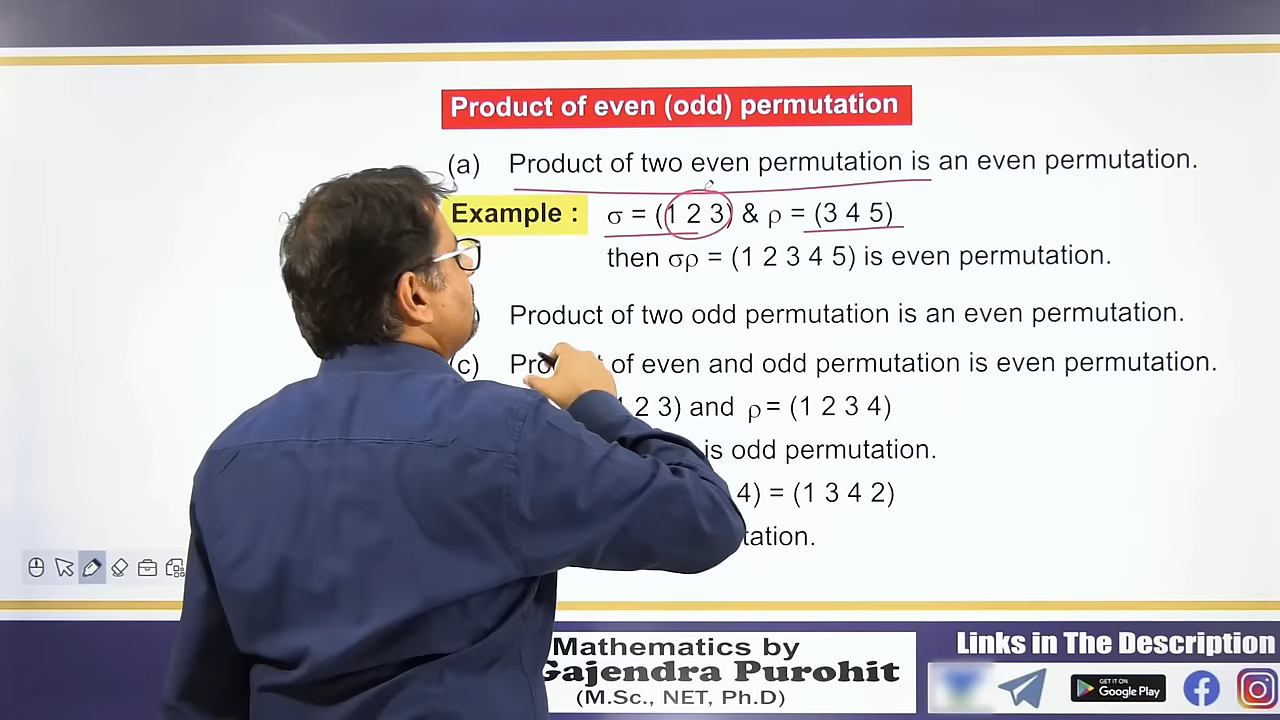 Product of even (odd) permutation
(a) Product of two even permutation is an even permutation.
e
Example : σ = (1 2 3) & ρ = (3 4 5)
then σρ = (1 2 3 4 5) is even permutation.
Product of two odd permutation is an even permutation.
(c) of even and odd permutation is even permutation.
2 3) and ρ = (1 2 3 4)
is odd permutation.
4) = (1 3 4 2)
tation.
Mathematics by
Gajendra Purohit
(M.Sc., NET, Ph.D)
Links in The Description
GET IT ON
Google Play